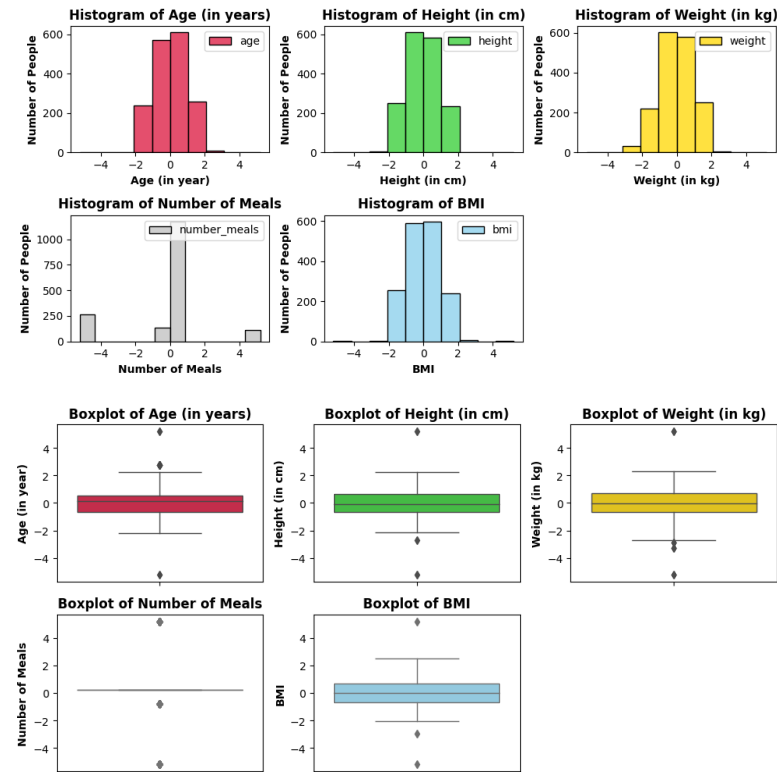 Histogram of Age (in years)
Number of People
600
400
200
0
age
−4 −2 0 2 4
Age (in year)
Histogram of Height (in cm)
Number of People
600
400
200
0
height
−4 −2 0 2 4
Height (in cm)
Histogram of Weight (in kg)
Number of People
600
400
200
0
weight
−4 −2 0 2 4
Weight (in kg)
Histogram of Number of Meals
Number of People
1000
750
500
250
0
number_meals
−4 −2 0 2 4
Number of Meals
Histogram of BMI
Number of People
600
400
200
0
bmi
−4 −2 0 2 4
BMI
Boxplot of Age (in years)
Age (in year)
4
2
0
−2
−4
Boxplot of Height (in cm)
Height (in cm)
4
2
0
−2
−4
Boxplot of Weight (in kg)
Weight (in kg)
4
2
0
−2
−4
Boxplot of Number of Meals
Number of Meals
4
2
0
−2
−4
Boxplot of BMI
BMI
4
2
0
−2
−4